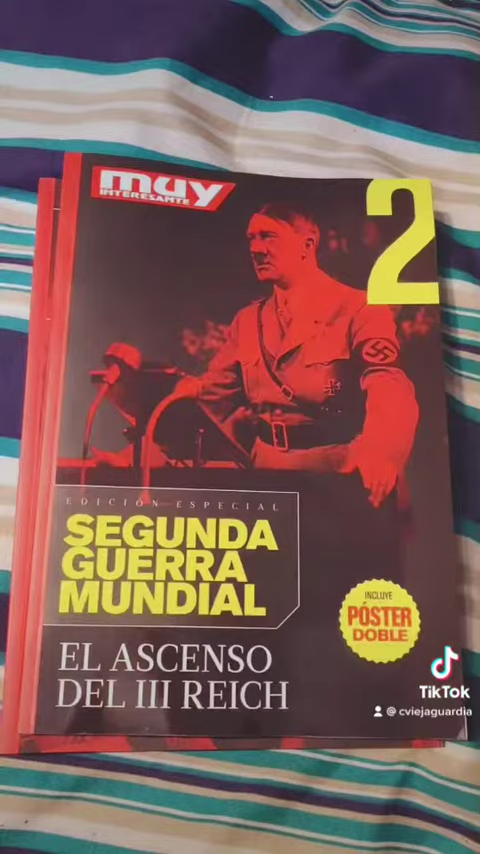 muy
INTERESANTE
2
EDICIÓN ESPECIAL
SEGUNDA
GUERRA
MUNDIAL
EL ASCENSO
DEL III REICH
INCLUYE
PÓSTER
DOBLE
TikTok
@ cviejaguardia